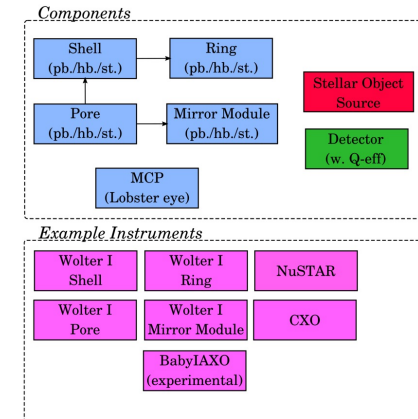 Components
Shell
(pb./hb./st.)
Ring
(pb./hb./st.)
Stellar Object
Source
Pore
(pb./hb./st.)
Mirror Module
(pb./hb./st.)
Detector
(w. Q-eff)
MCP
(Lobster eye)
Example Instruments
Wolter I
Shell
Wolter I
Ring
NuSTAR
Wolter I
Pore
Wolter I
Mirror Module
CXO
BabyIAXO
(experimental)